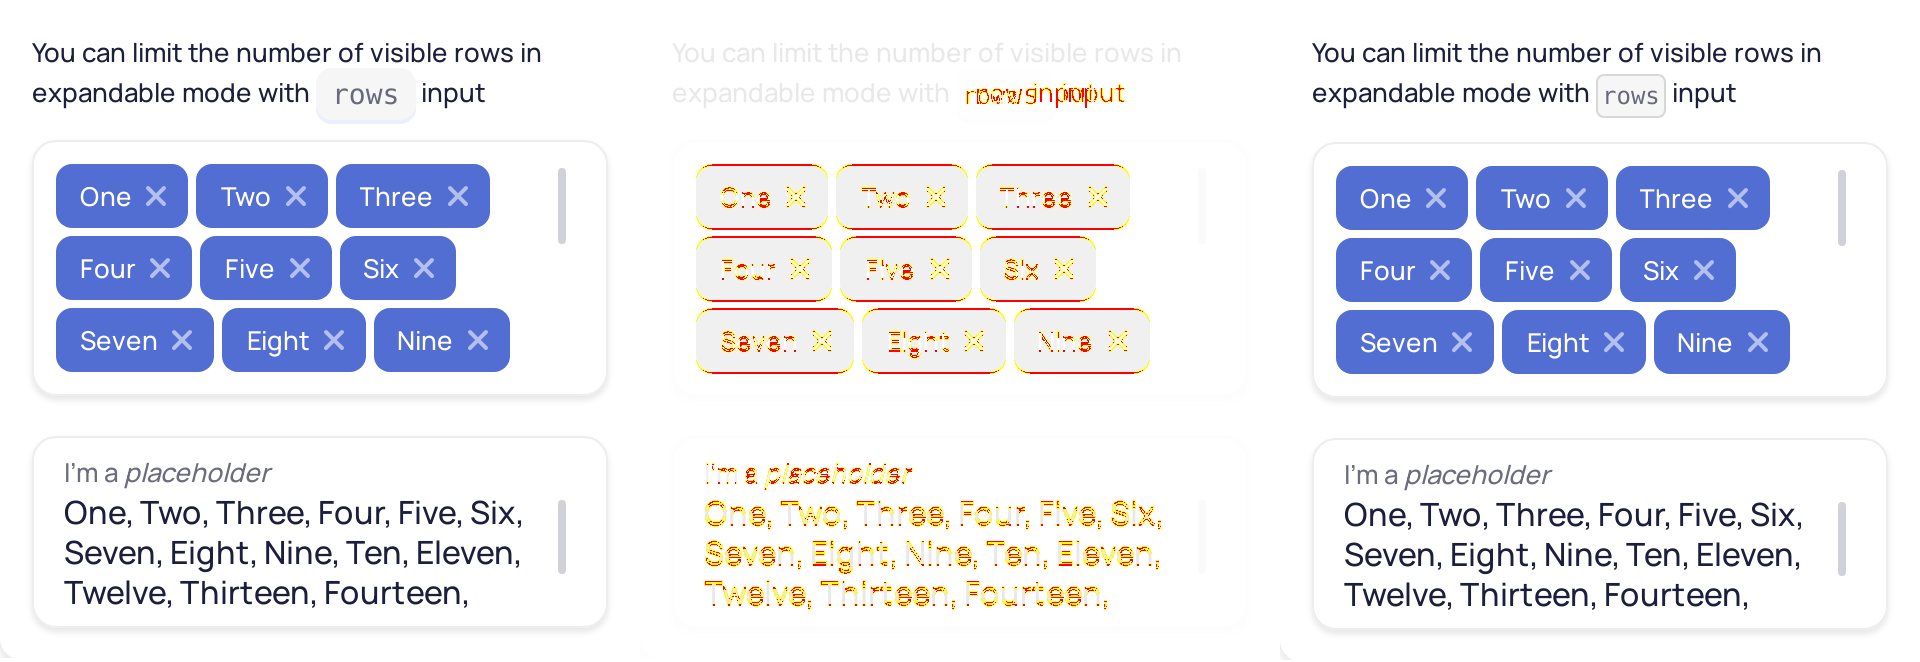 You can limit the number of visible rows in
expandable mode with rows input
One Two Three
Four Five Six
Seven Eight Nine
I'm a placeholder
One, Two, Three, Four, Five, Six,
Seven, Eight, Nine, Ten, Eleven,
Twelve, Thirteen, Fourteen,
You can limit the number of visible rows in
expandable mode with
One Two Three
Four Five Six
Seven Eight Nine
I'm a placeholder
One, Two, Three, Four, Five, Six,
Seven, Eight, Nine, Ten, Eleven,
Twelve, Thirteen, Fourteen,
You can limit the number of visible rows in
expandable mode with rows input
One Two Three
Four Five Six
Seven Eight Nine
I'm a placeholder
One, Two, Three, Four, Five, Six,
Seven, Eight, Nine, Ten, Eleven,
Twelve, Thirteen, Fourteen,